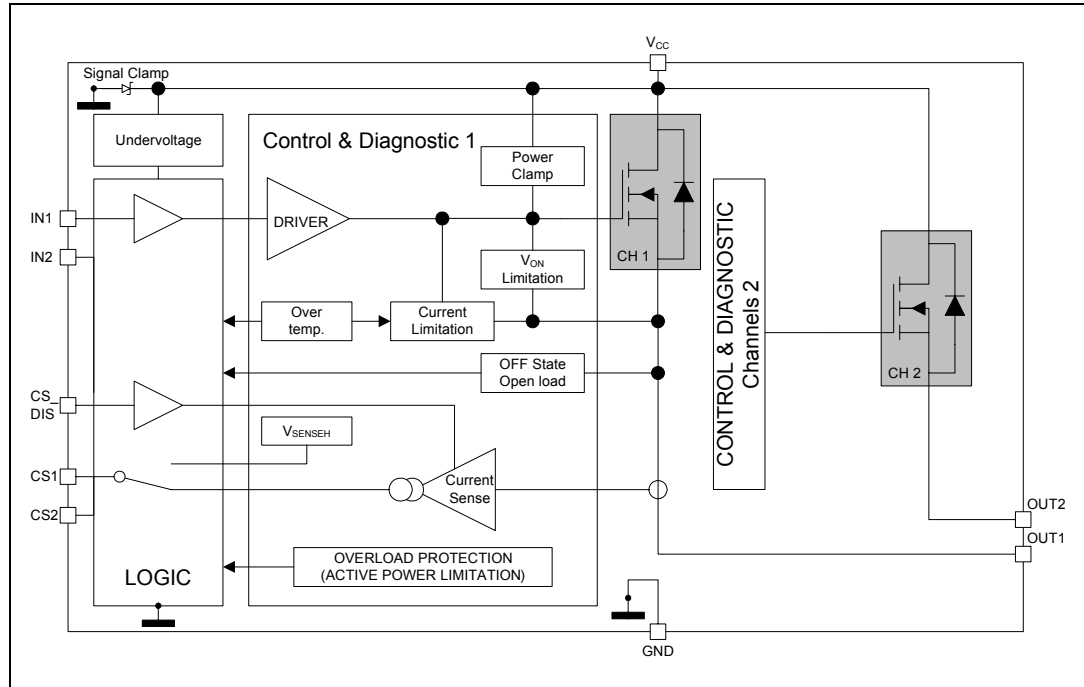 VCC
Signal Clamp
Undervoltage
Control & Diagnostic 1
Power
Clamp
IN1
DRIVER
IN2
CH 1
VON
Limitation
CONTROL & DIAGNOSTIC
Channels 2
Over
temp.
Current
Limitation
OFF State
Open load
CH 2
CS_
DIS
VSENSEH
CS1
Current
Sense
CS2
OUT2
OUT1
OVERLOAD PROTECTION
(ACTIVE POWER LIMITATION)
LOGIC
GND